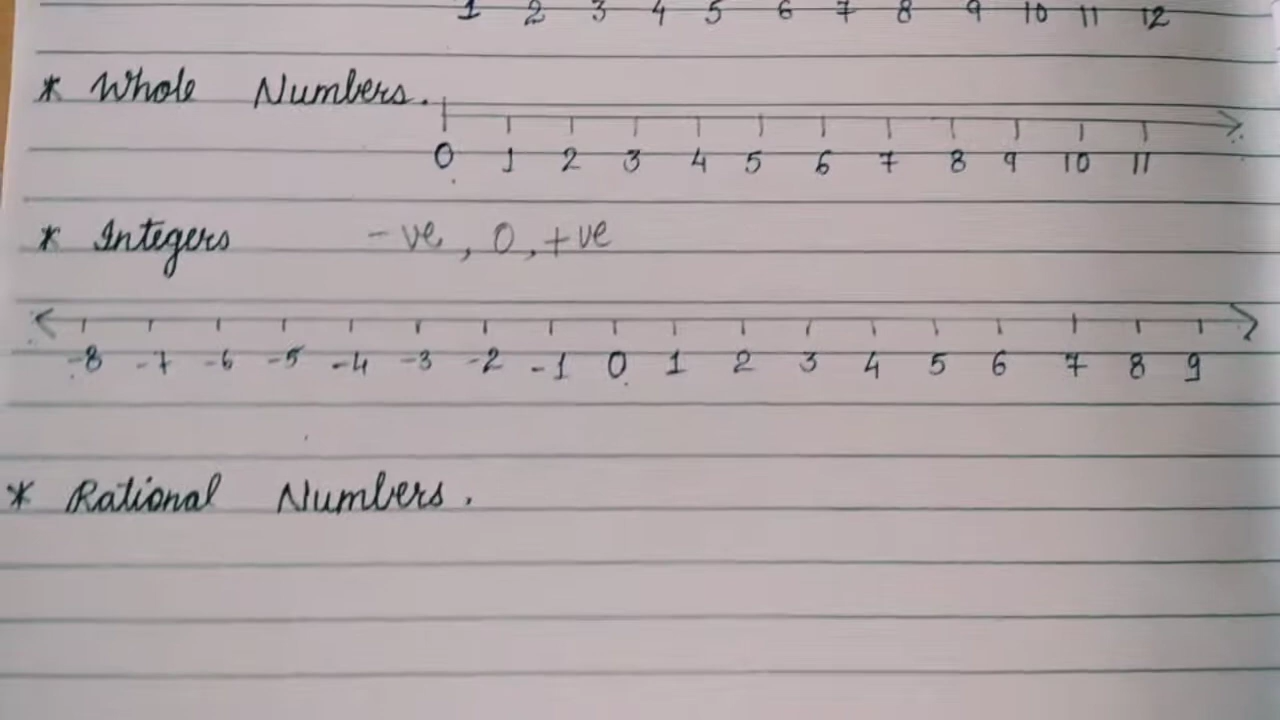 1 2 3 4 5 6 7 8 9 10 11 12
* Whole Numbers.
0 1 2 3 4 5 6 7 8 9 10 11
* Integers -ve, 0, +ve
-8 -7 -6 -5 -4 -3 -2 -1 0 1 2 3 4 5 6 7 8 9
* Rational Numbers.